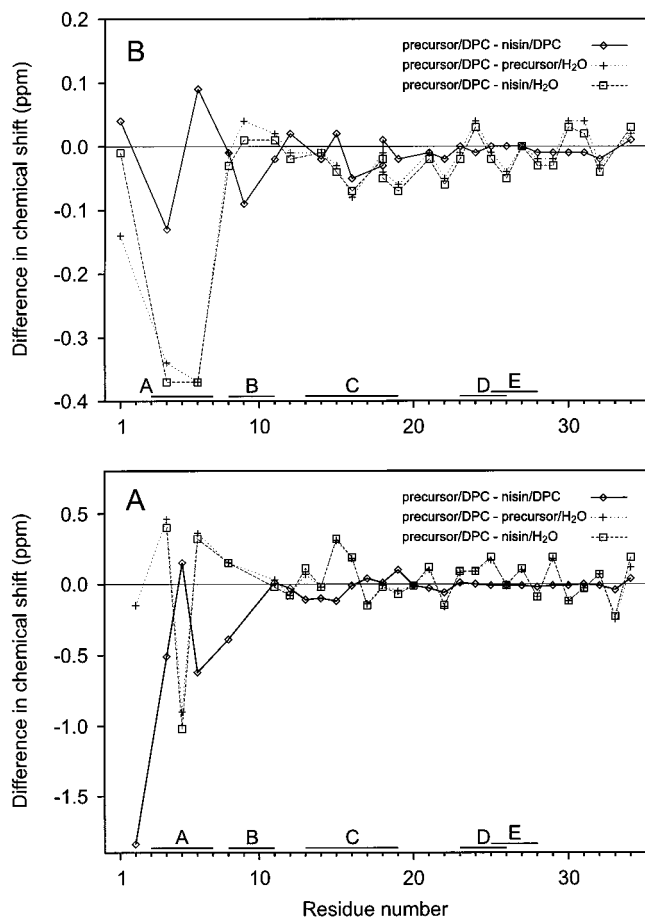 B
Difference in chemical shift (ppm)
precursor/DPC - nisin/DPC
precursor/DPC - precursor/H₂O
precursor/DPC - nisin/H₂O
0.2
0.1
0.0
-0.1
-0.2
-0.3
-0.4
A B C D E
1 10 20 30
A
Difference in chemical shift (ppm)
precursor/DPC - nisin/DPC
precursor/DPC - precursor/H₂O
precursor/DPC - nisin/H₂O
0.5
0.0
-0.5
-1.0
-1.5
A B C D E
1 10 20 30
Residue number